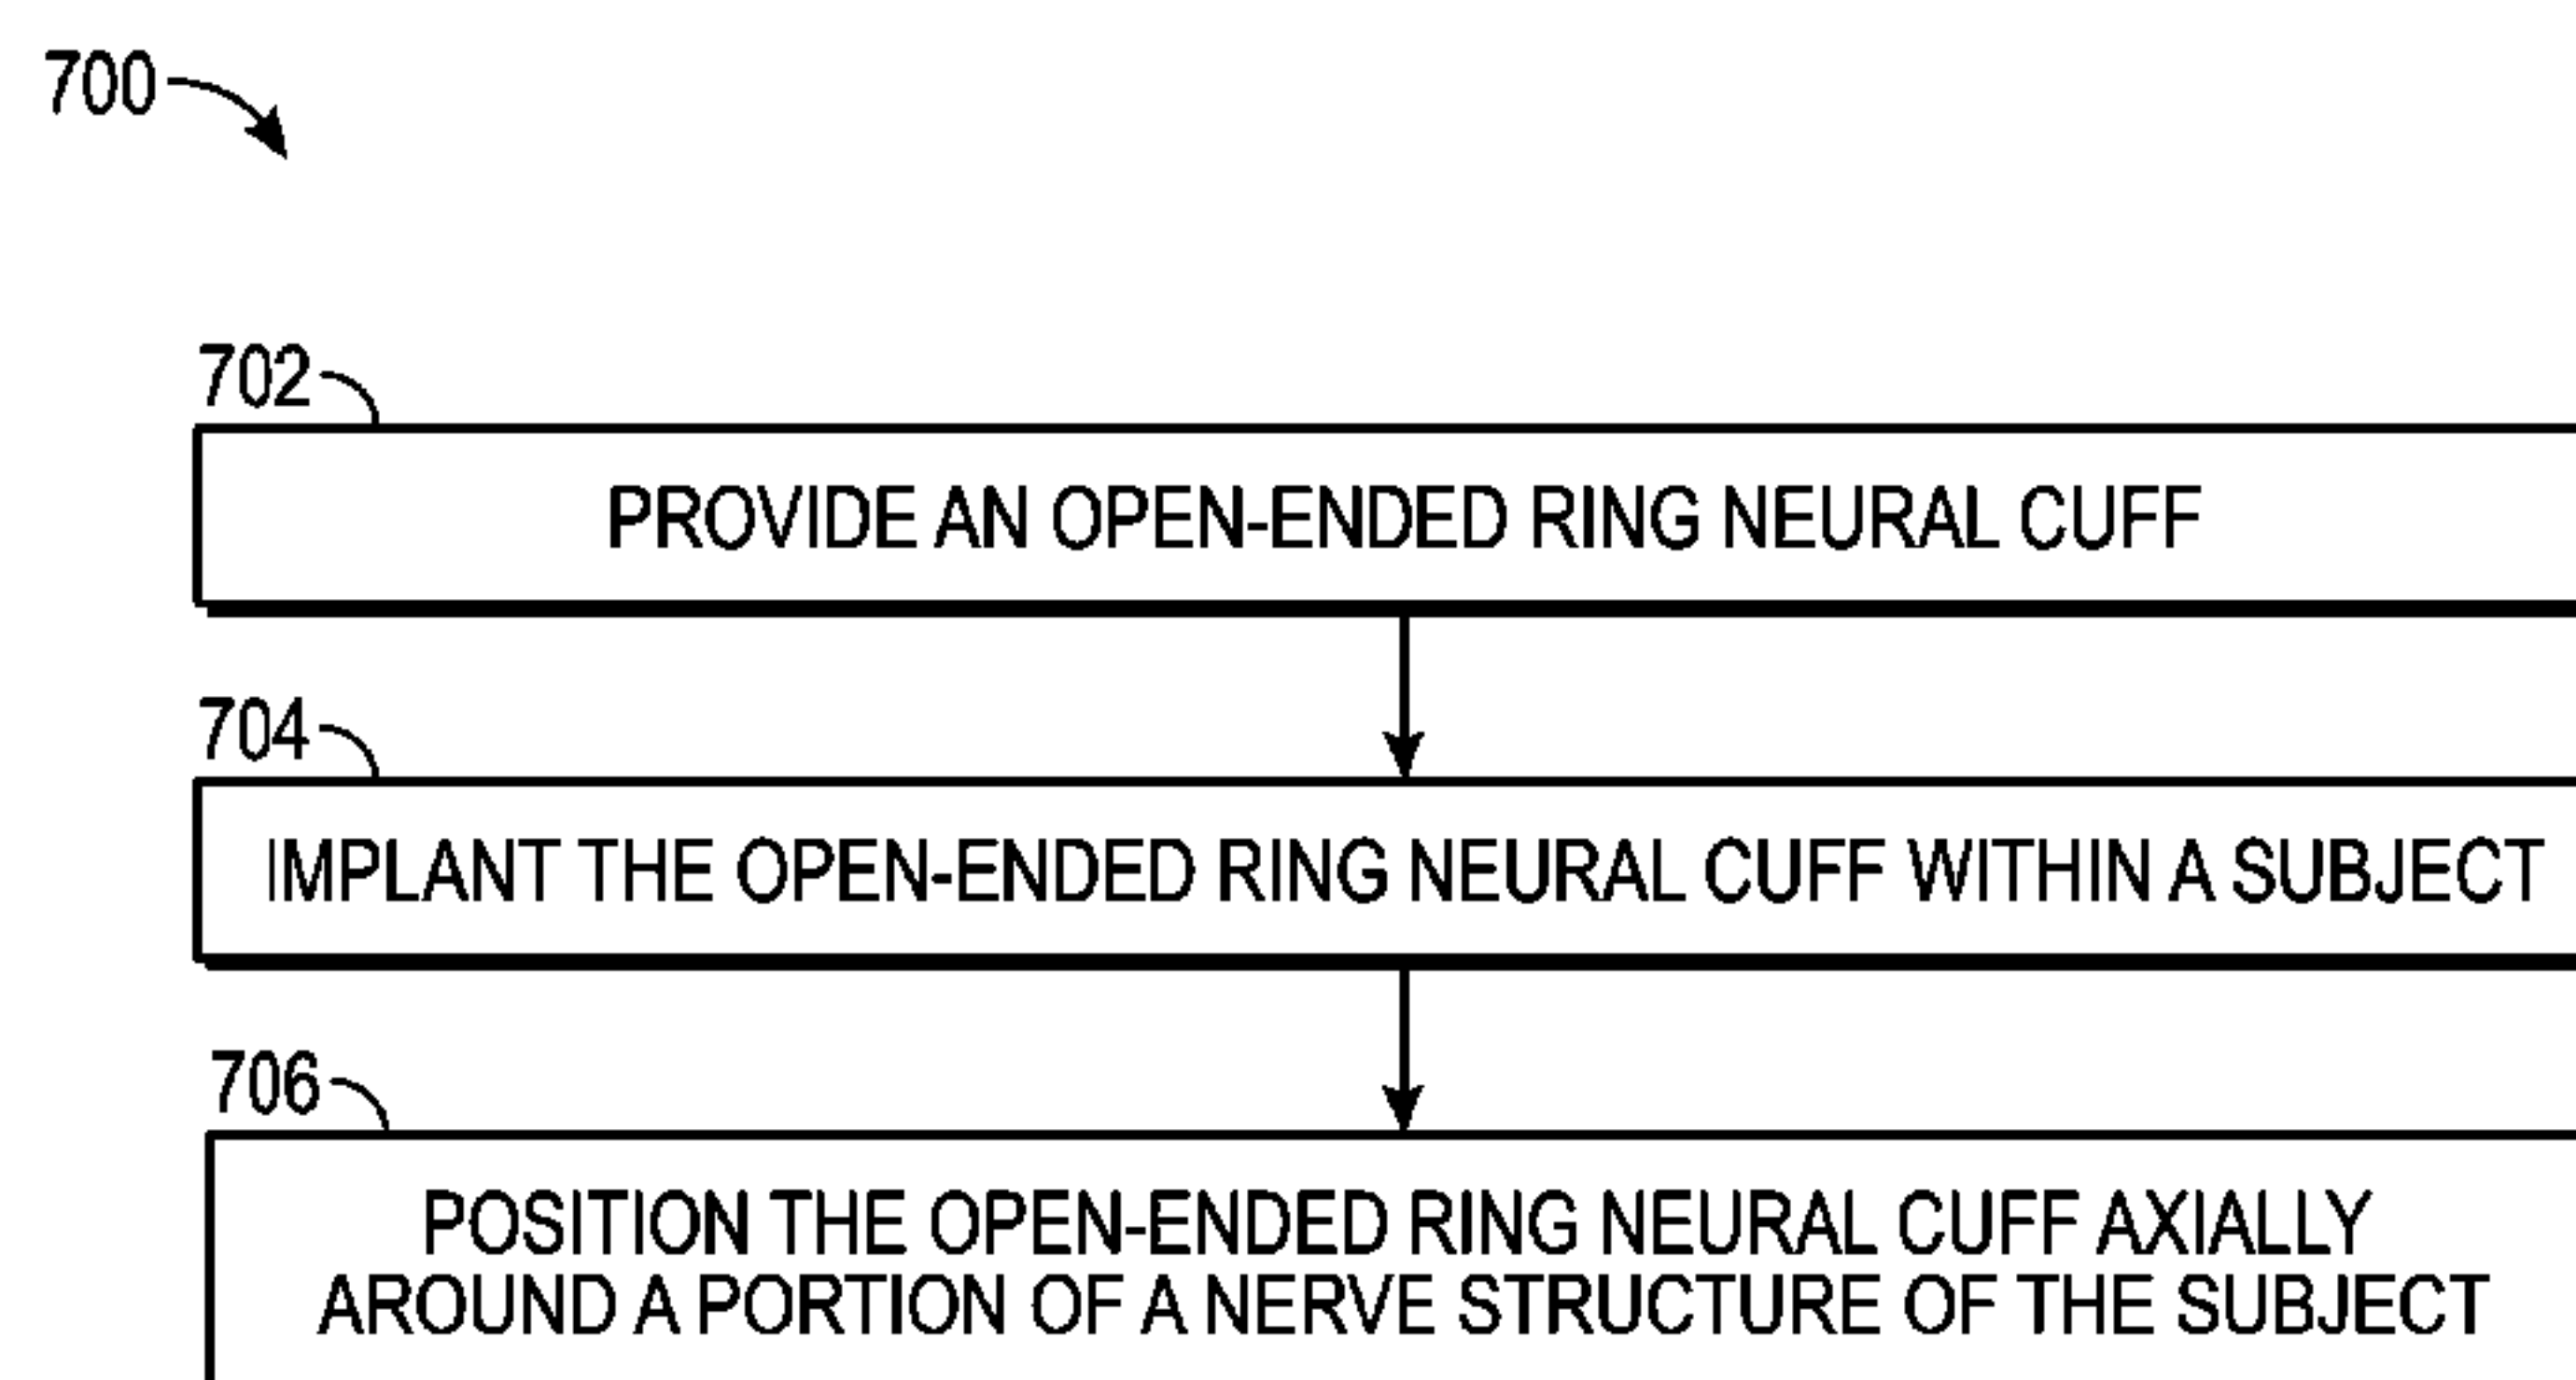 700
702
PROVIDE AN OPEN-ENDED RING NEURAL CUFF
704
IMPLANT THE OPEN-ENDED RING NEURAL CUFF WITHIN A SUBJECT
706
POSITION THE OPEN-ENDED RING NEURAL CUFF AXIALLY
AROUND A PORTION OF A NERVE STRUCTURE OF THE SUBJECT